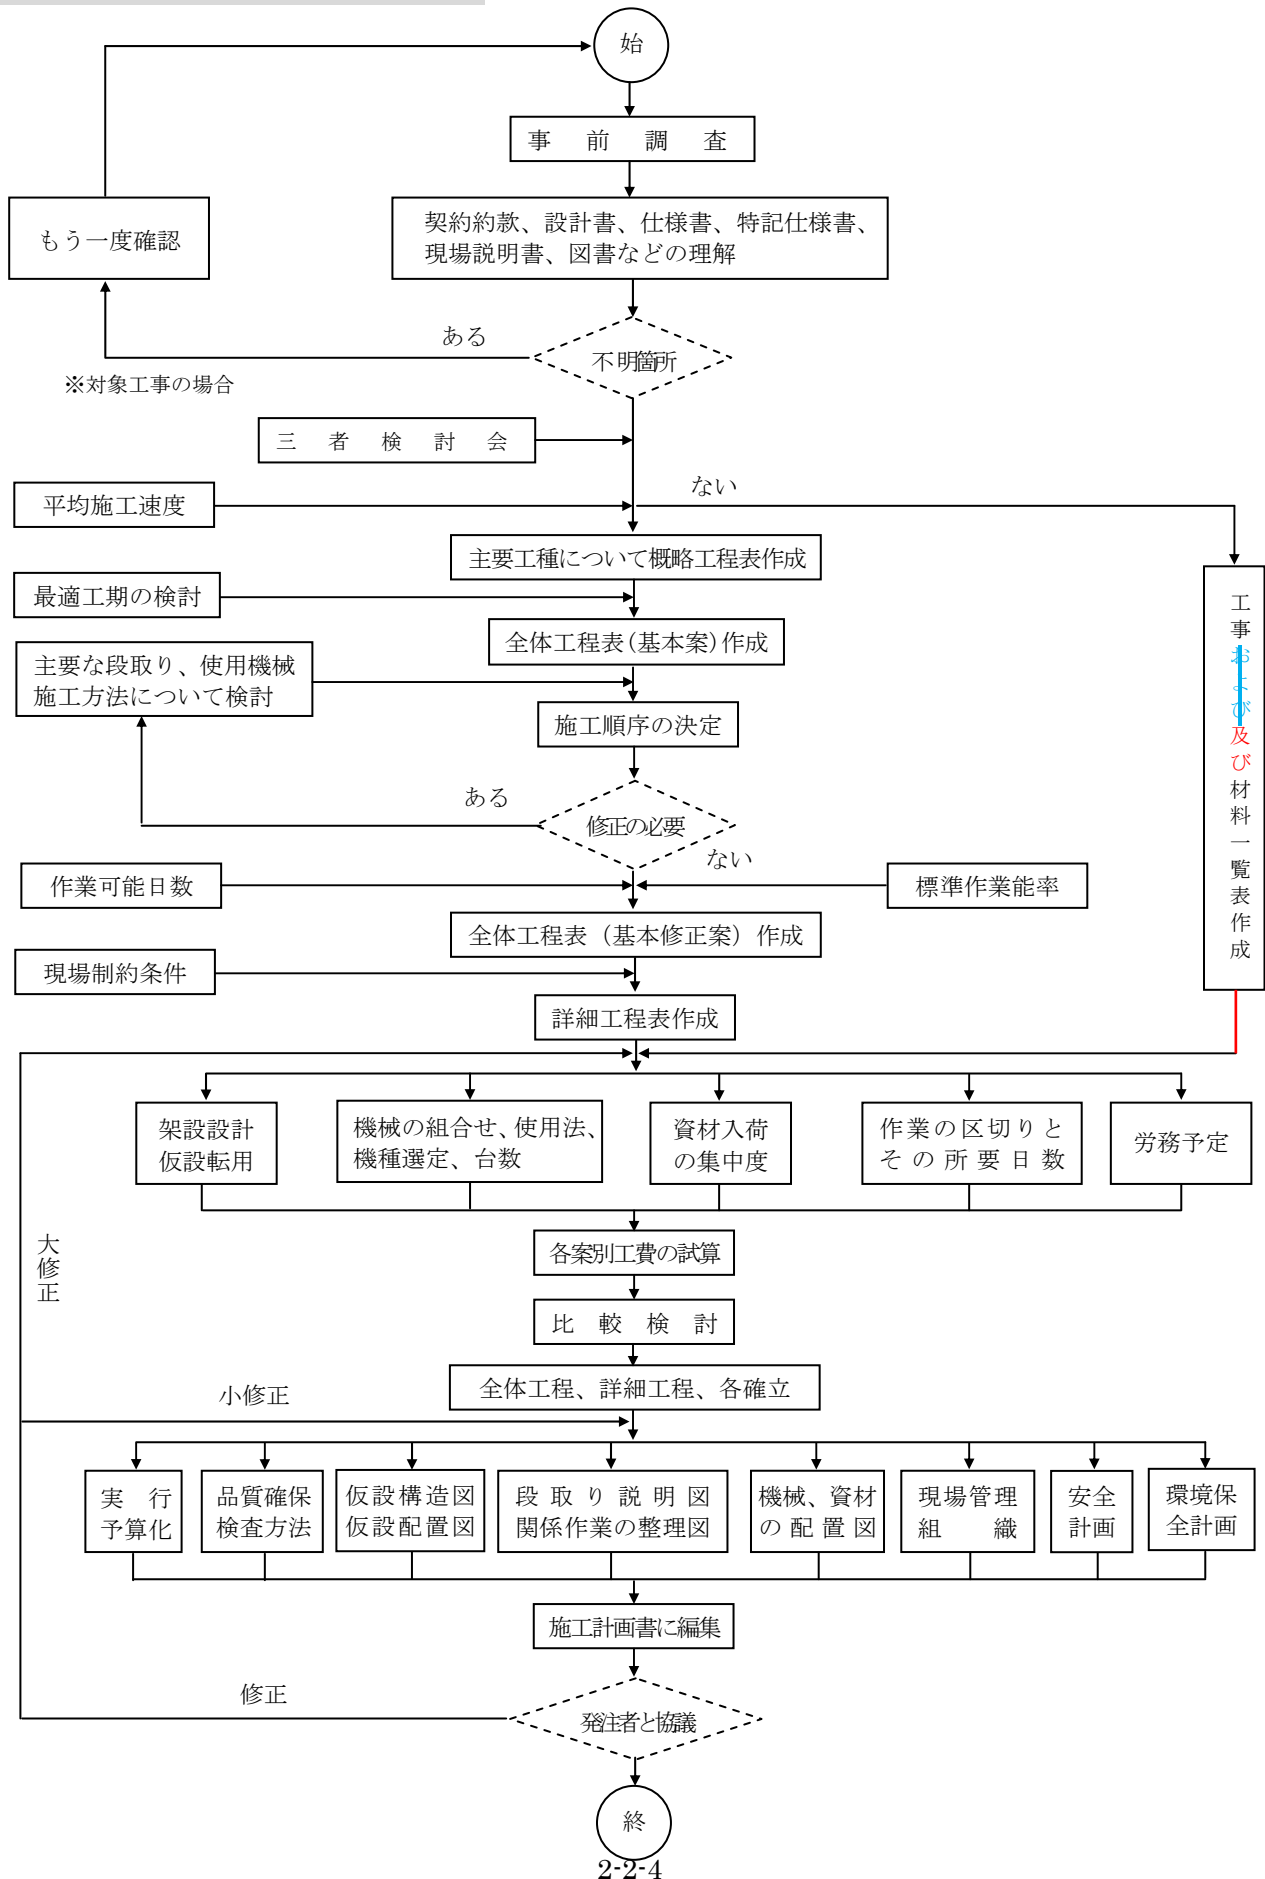 始
事前調査
もう一度確認
契約約款、設計書、仕様書、特記仕様書、
現場説明書、図書などの理解
ある
不明箇所
※対象工事の場合
三者検討会
ない
平均施工速度
主要工種について概略工程表作成
最適工期の検討
工事および及び材料一覧表作成
全体工程表(基本案)作成
主要な段取り、使用機械
施工方法について検討
施工順序の決定
ある
修正の必要
ない
作業可能日数
標準作業能率
全体工程表（基本修正案）作成
現場制約条件
詳細工程表作成
架設設計
仮設転用
機械の組合せ、使用法、
機種選定、台数
資材入荷
の集中度
作業の区切りと
その所要日数
労務予定
大修正
各案別工費の試算
比較検討
全体工程、詳細工程、各確立
小修正
実行
予算化
品質確保
検査方法
仮設構造図
仮設配置図
段取り説明図
関係作業の整理図
機械、資材
の配置図
現場管理
組織
安全
計画
環境保
全計画
施工計画書に編集
修正
発注者と協議
終
2-2-4